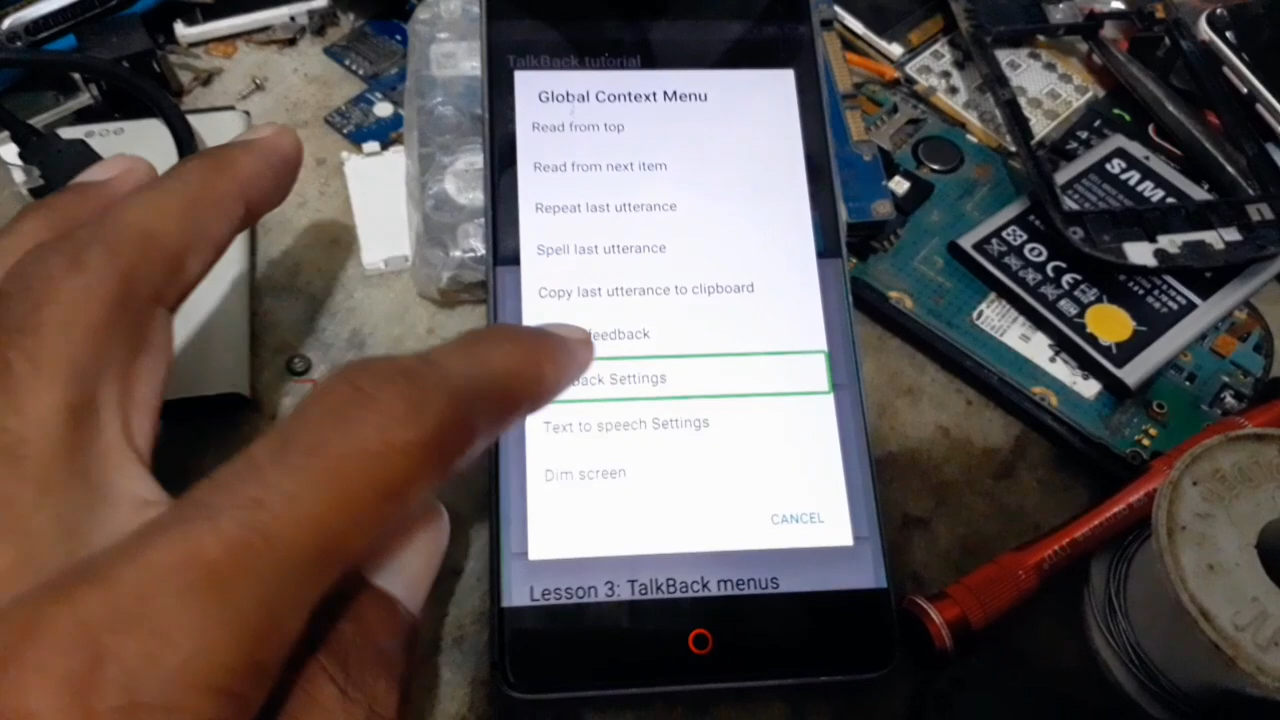 TalkBack tutorial
Global Context Menu
Read from top
Read from next item
Repeat last utterance
Spell last utterance
Copy last utterance to clipboard
feedback
Back Settings
Text to speech Settings
Dim screen
CANCEL
Lesson 3: TalkBack menus
SAMS